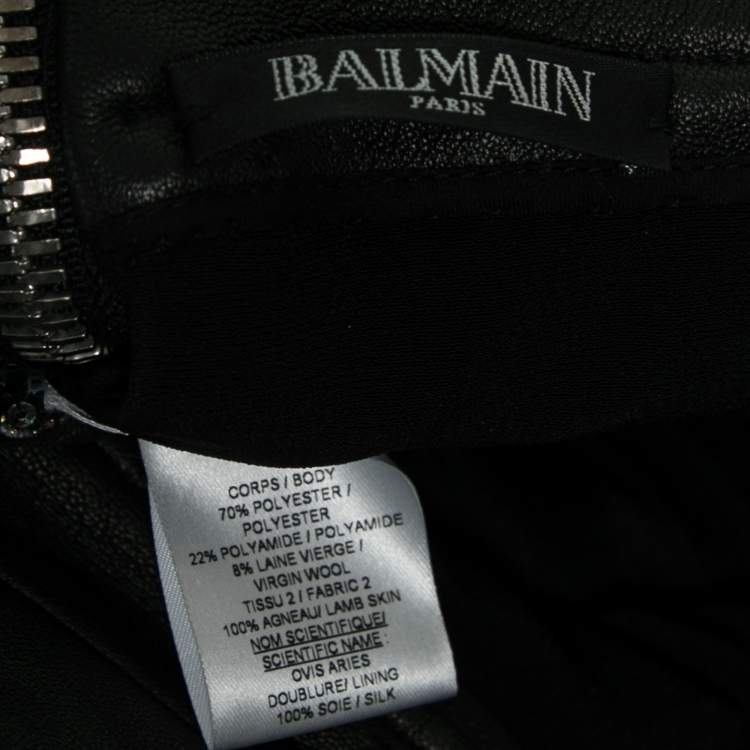 BALMAIN
PARIS
CORPS / BODY
70% POLYESTER /
POLYESTER
22% POLYAMIDE / POLYAMIDE
8% LAINE VIERGE /
VIRGIN WOOL
TISSU 2 / FABRIC 2
100% AGNEAU/ LAMB SKIN
NOM SCIENTIFIQUE/
SCIENTIFIC NAME :
OVIS ARIES
DOUBLURE/ LINING
100% SOIE / SILK